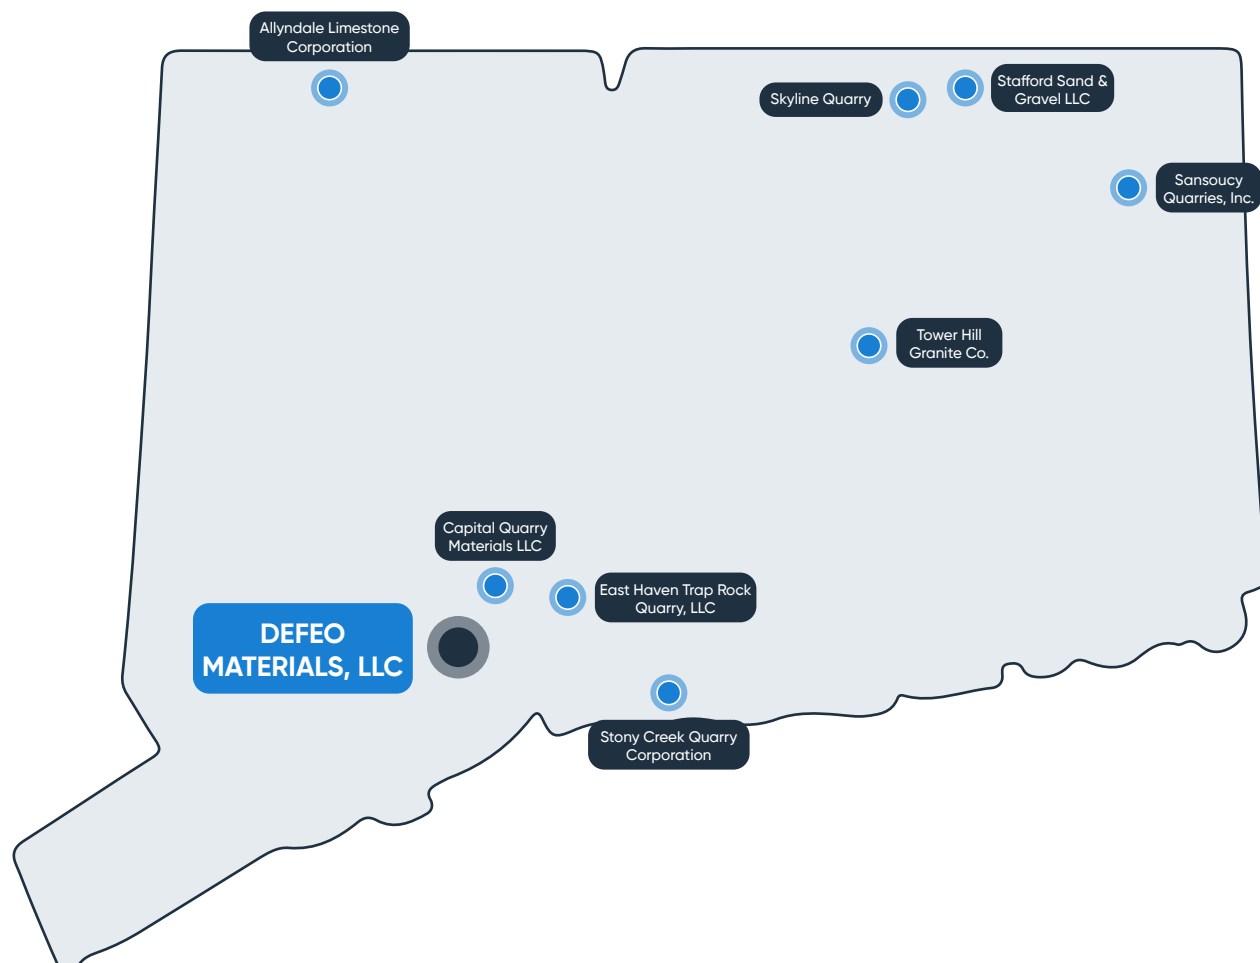 Allyndale Limestone
Corporation
Skyline Quarry
Stafford Sand &
Gravel LLC
Sansoucy
Quarries, Inc.
Tower Hill
Granite Co.
Capital Quarry
Materials LLC
East Haven Trap Rock
Quarry, LLC
DEFEO
MATERIALS, LLC
Stony Creek Quarry
Corporation